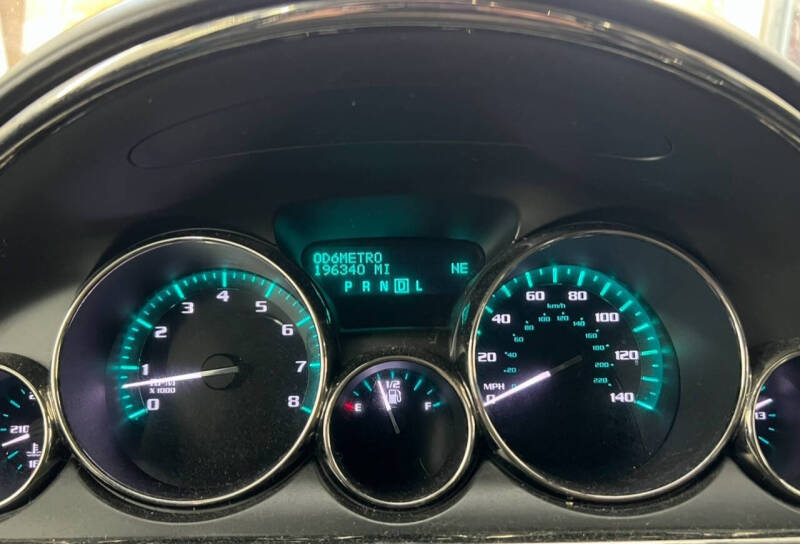 ODÓMETRO
196340 MI NE
P R N D L
0 1 2 3 4 5 6 7 8
RPM
X 1000
E 1/2 F
MPH
0 20 40 60 80 100 120 140
km/h
20 40 60 80 100 120 140 160 180 200 220
210
13